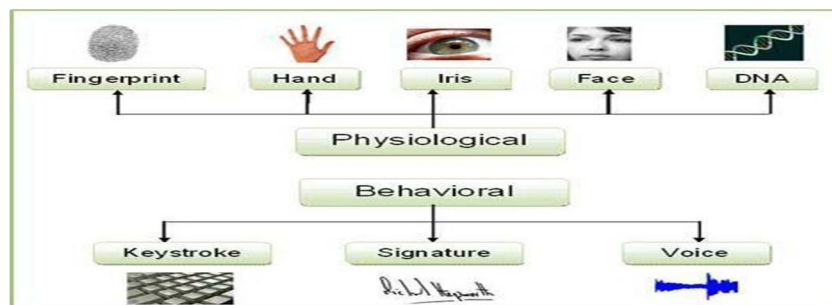 Fingerprint Hand Iris Face DNA
Physiological
Behavioral
Keystroke Signature Voice